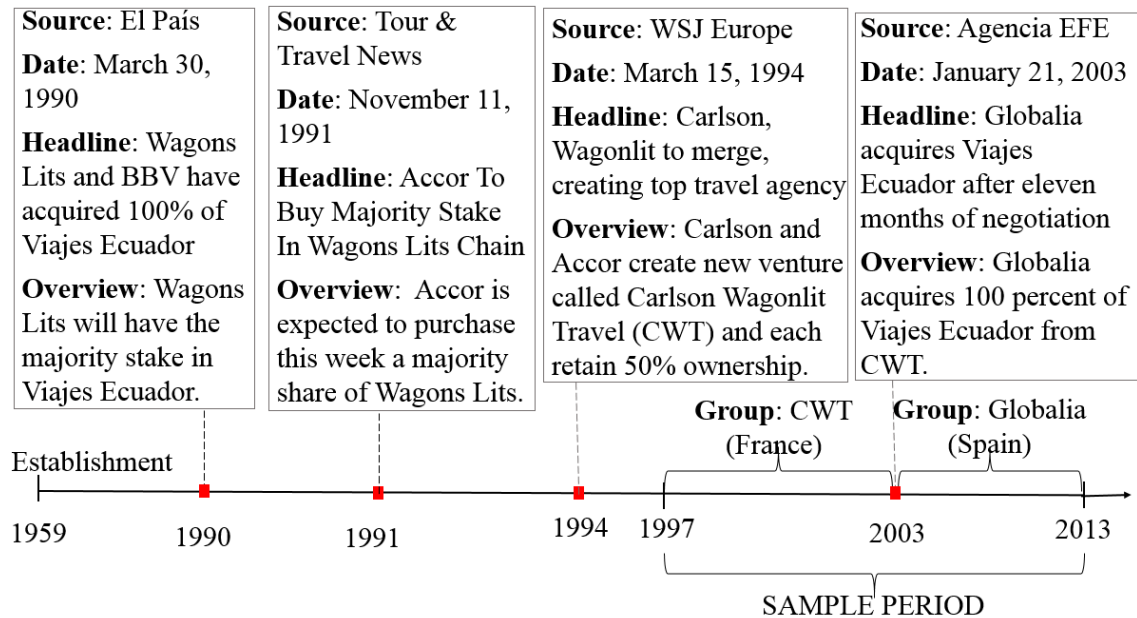 Source: El País
Date: March 30,
1990
Headline: Wagons
Lits and BBV have
acquired 100% of
Viajes Ecuador
Overview: Wagons
Lits will have the
majority stake in
Viajes Ecuador.
Source: Tour &
Travel News
Date: November 11,
1991
Headline: Accor To
Buy Majority Stake
In Wagons Lits Chain
Overview: Accor is
expected to purchase
this week a majority
share of Wagons Lits.
Source: WSJ Europe
Date: March 15, 1994
Headline: Carlson,
Wagonlit to merge,
creating top travel agency
Overview: Carlson and
Accor create new venture
called Carlson Wagonlit
Travel (CWT) and each
retain 50% ownership.
Source: Agencia EFE
Date: January 21, 2003
Headline: Globalia
acquires Viajes
Ecuador after eleven
months of negotiation
Overview: Globalia
acquires 100 percent of
Viajes Ecuador from
CWT.
Group: CWT
(France)
Group: Globalia
(Spain)
Establishment
1959
1990
1991
1994
1997
2003
2013
SAMPLE PERIOD